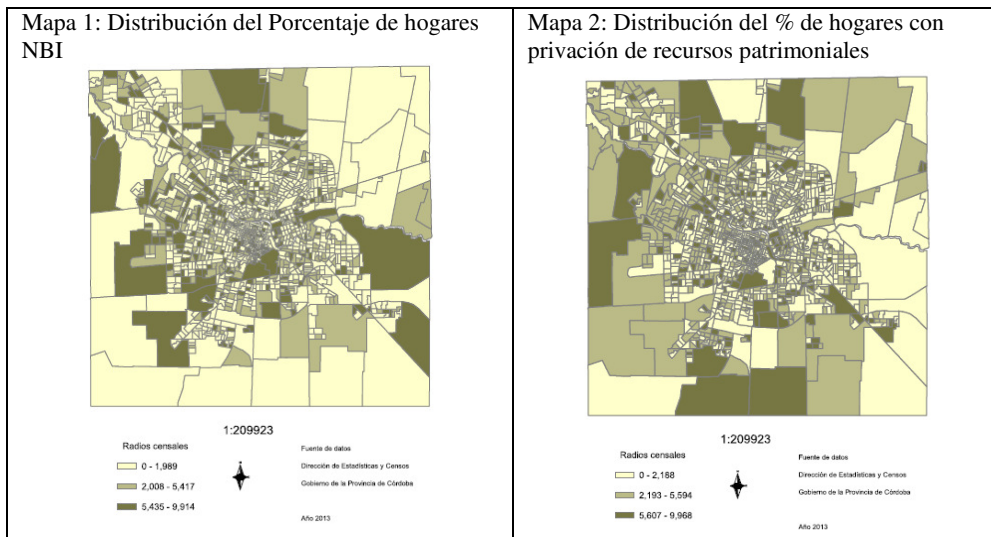 Mapa 1: Distribución del Porcentaje de hogares
NBI
1:209923
Radios censales
0 - 1,989
2,008 - 5,417
5,435 - 9,914
Fuente de datos
Dirección de Estadísticas y Censos
Gobierno de la Provincia de Córdoba
Año 2013
Mapa 2: Distribución del % de hogares con
privación de recursos patrimoniales
1:209923
Radios censales
0 - 2,188
2,193 - 5,594
5,607 - 9,968
Fuente de datos
Dirección de Estadísticas y Censos
Gobierno de la Provincia de Córdoba
Año 2013